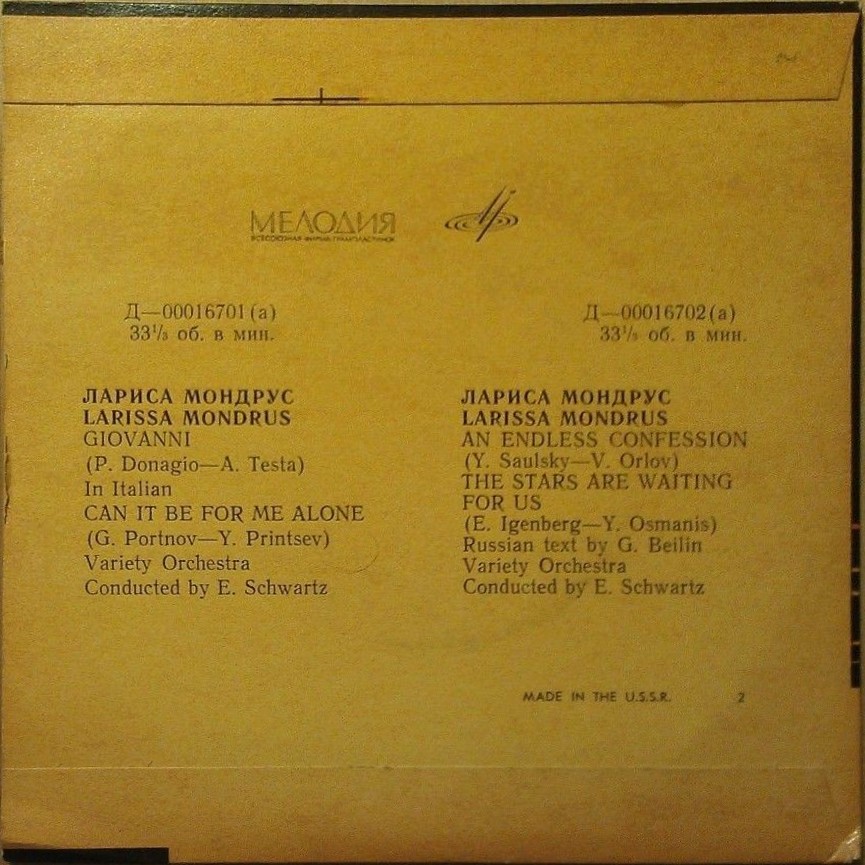 МЕЛОДИЯ
ВСЕСОЮЗНАЯ ФИРМА ГРАМПЛАСТИНОК
Д—00016701(а)
33⅓ об. в мин.
ЛАРИСА МОНДРУС
LARISSA MONDRUS
GIOVANNI
(P. Donagio—A. Testa)
In Italian
CAN IT BE FOR ME ALONE
(G. Portnov—Y. Printsev)
Variety Orchestra
Conducted by E. Schwartz
Д—00016702(а)
33⅓ об. в мин.
ЛАРИСА МОНДРУС
LARISSA MONDRUS
AN ENDLESS CONFESSION
(Y. Saulsky—V. Orlov)
THE STARS ARE WAITING
FOR US
(E. Igenberg—Y. Osmanis)
Russian text by G. Beilin
Variety Orchestra
Conducted by E. Schwartz
MADE IN THE U.S.S.R.
2